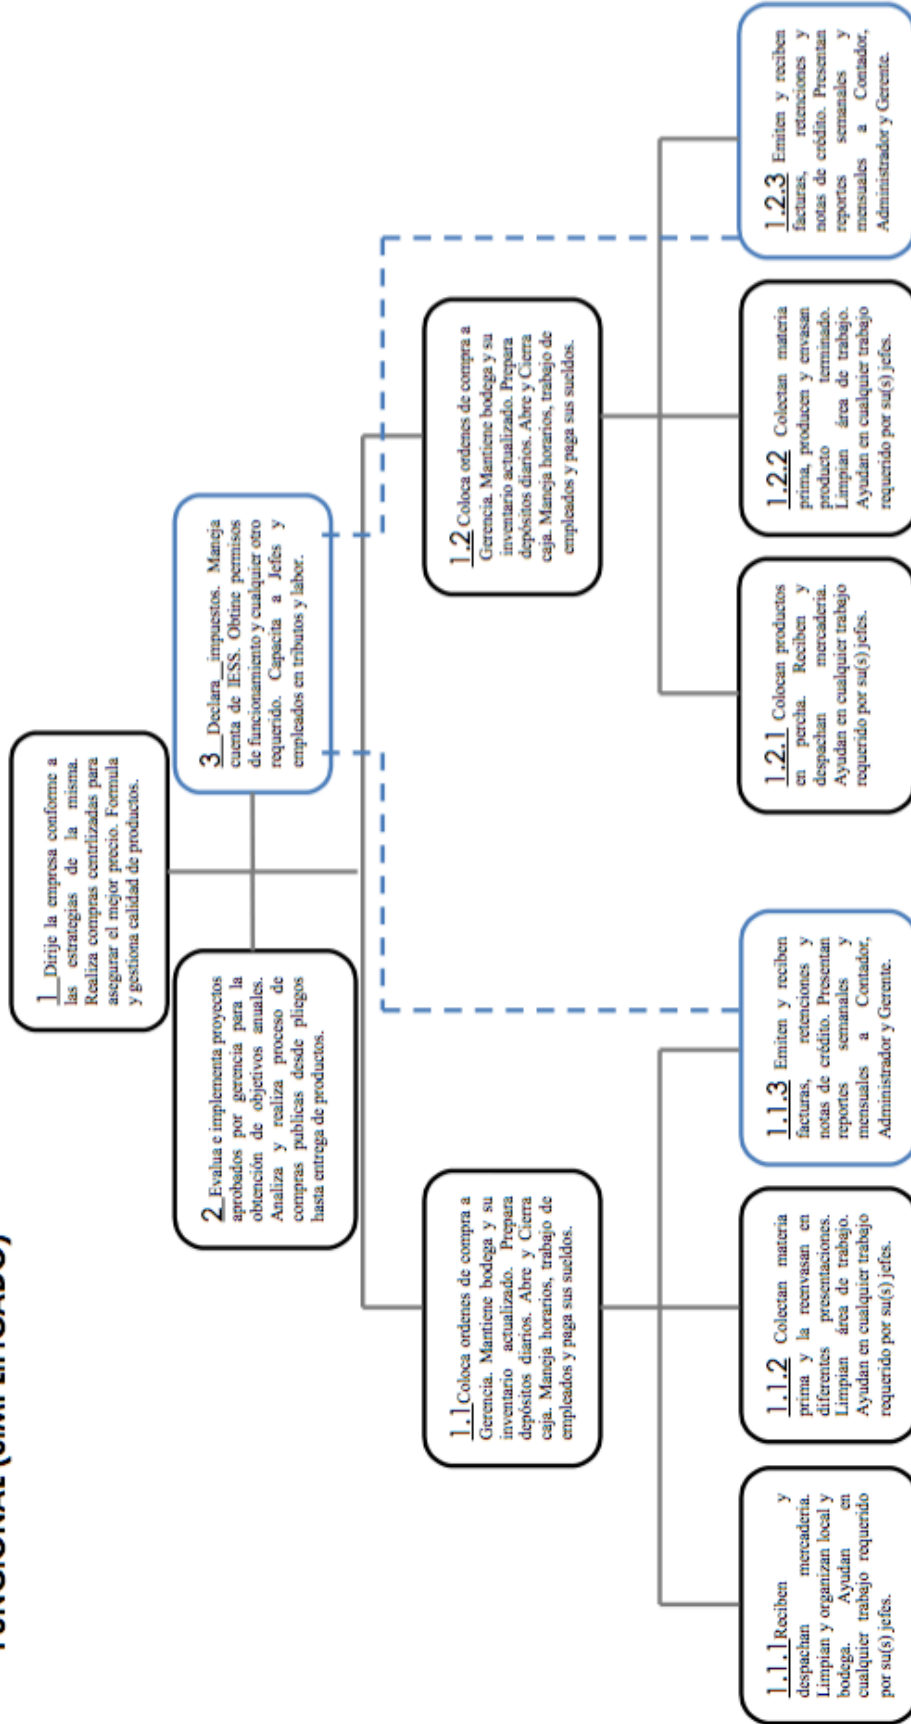 FUNCIONAL (SIMPLIFICADO)
1 Dirije la empresa conforme a
las estrategias de la misma.
Realiza compras centrlizadas para
asegurar el mejor precio. Formula
y gestiona calidad de productos.
2 Evalua e implementa proyectos
aprobados por gerencia para la
obtención de objetivos anuales.
Analiza y realiza proceso de
compras publicas desde pliegos
hasta entrega de productos.
3 Declara impuestos. Maneja
cuenta de IESS. Obtine permisos
de funcionamiento y cualquier otro
requerido. Capacita a Jefes y
empleados en tributos y labor.
1.1 Coloca ordenes de compra a
Gerencia. Mantiene bodega y su
inventario actualizado. Prepara
depósitos diarios. Abre y Cierra
caja. Maneja horarios, trabajo de
empleados y paga sus sueldos.
1.2 Coloca ordenes de compra a
Gerencia. Mantiene bodega y su
inventario actualizado. Prepara
depósitos diarios. Abre y Cierra
caja. Maneja horarios, trabajo de
empleados y paga sus sueldos.
1.1.1 Reciben y
despachan mercadería.
Limpian y organizan local y
bodega. Ayudan en
cualquier trabajo requerido
por su(s) jefes.
1.1.2 Colectan materia
prima y la reenvasan en
diferentes presentaciones.
Limpian área de trabajo.
Ayudan en cualquier trabajo
requerido por su(s) jefes.
1.1.3 Emiten y reciben
facturas, retenciones y
notas de crédito. Presentan
reportes semanales y
mensuales a Contador,
Administrador y Gerente.
1.2.1 Colocan productos
en percha. Reciben y
despachan mercadería.
Ayudan en cualquier trabajo
requerido por su(s) jefes.
1.2.2 Colectan materia
prima, producen y envasan
producto terminado.
Limpian área de trabajo.
Ayudan en cualquier trabajo
requerido por su(s) jefes.
1.2.3 Emiten y reciben
facturas, retenciones y
notas de crédito. Presentan
reportes semanales y
mensuales a Contador,
Administrador y Gerente.